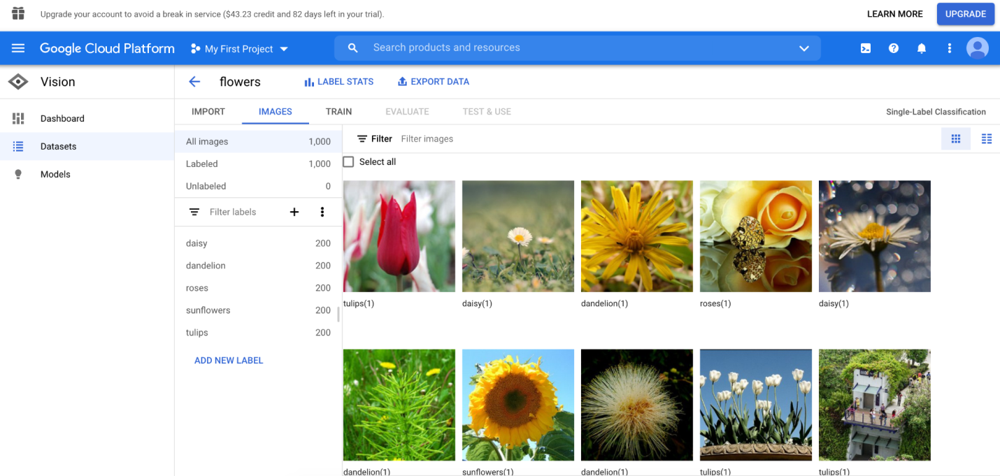 Upgrade your account to avoid a break in service ($43.23 credit and 82 days left in your trial).
LEARN MORE
UPGRADE
Google Cloud Platform
My First Project
Search products and resources
Vision
flowers
LABEL STATS
EXPORT DATA
IMPORT
IMAGES
TRAIN
EVALUATE
TEST & USE
Single-Label Classification
Dashboard
Datasets
Models
All images 1,000
Labeled 1,000
Unlabeled 0
Filter labels
daisy 200
dandelion 200
roses 200
sunflowers 200
tulips 200
ADD NEW LABEL
Filter Filter images
Select all
tulips(1)
daisy(1)
dandelion(1)
roses(1)
daisy(1)
dandelion(1)
sunflowers(1)
dandelion(1)
tulips(1)
tulips(1)